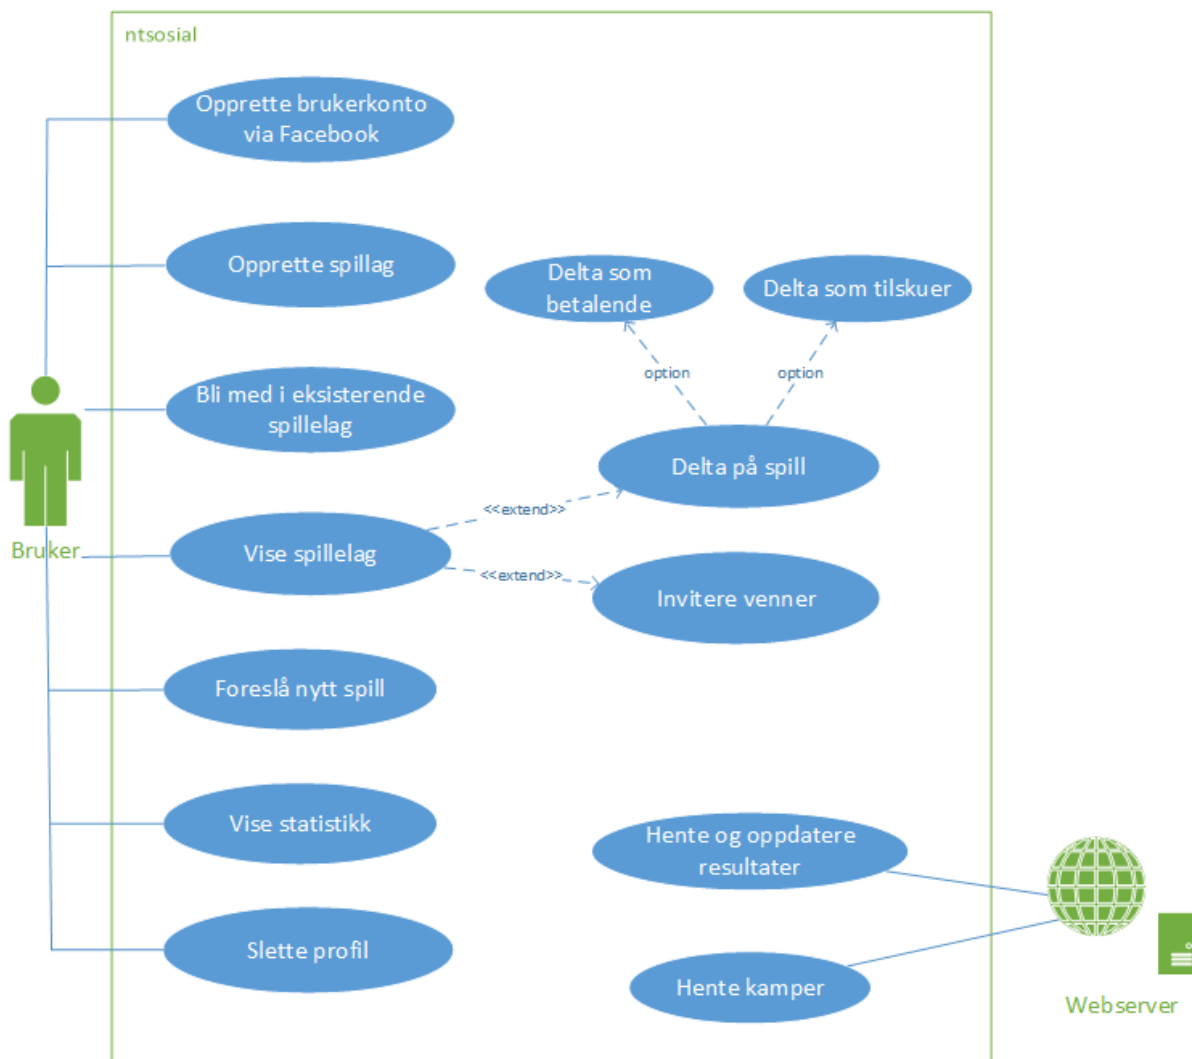 ntsosial
Opprette brukerkonto
via Facebook
Opprette spillag
Delta som
betalende
Delta som tilskuer
option
option
Bli med i eksisterende
spillelag
Delta på spill
<<extend>>
Bruker
Vise spillelag
<<extend>>
Invitere venner
Foreslå nytt spill
Vise statistikk
Hente og oppdatere
resultater
Slette profil
Hente kamper
Webserver